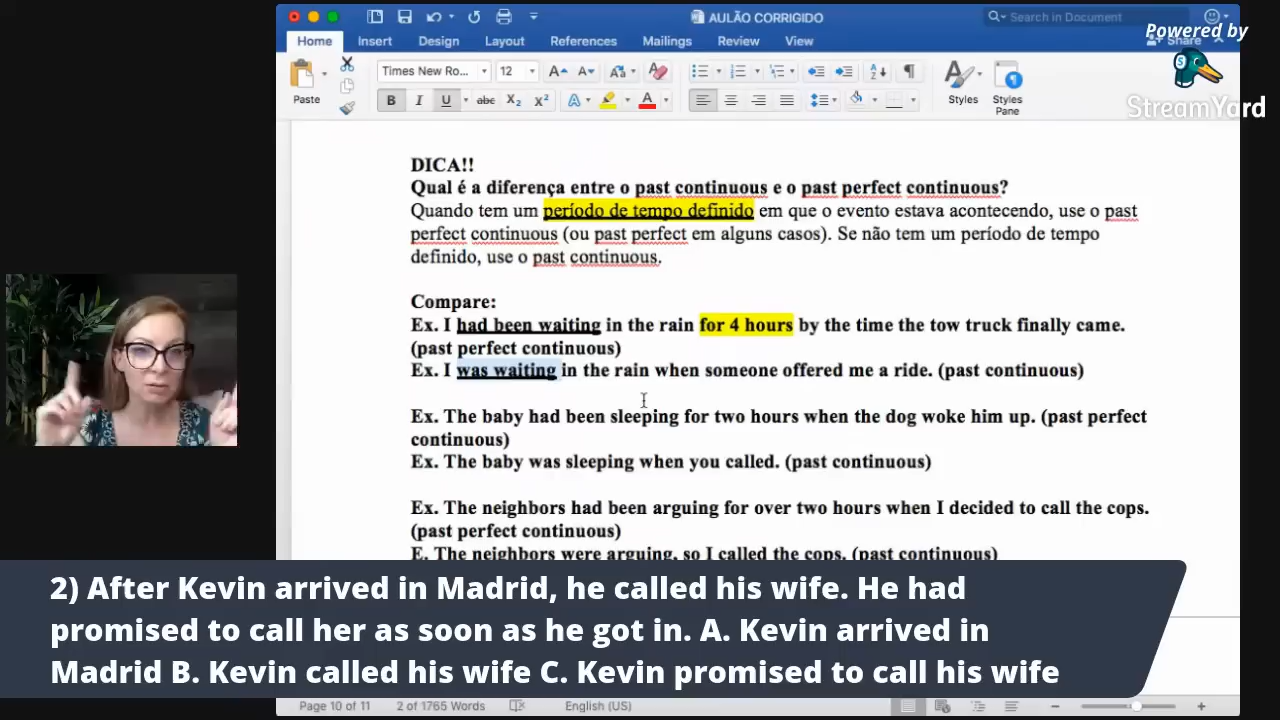 AULÃO CORRIGIDO
Search in Document
Powered by
Home Insert Design Layout References Mailings Review View
Share
Times New Ro... 12
Paste
B I U abc X₂ X²
Styles
Styles Pane
StreamYard
DICA!!
Qual é a diferença entre o past continuous e o past perfect continuous?
Quando tem um período de tempo definido em que o evento estava acontecendo, use o past
perfect continuous (ou past perfect em alguns casos). Se não tem um período de tempo
definido, use o past continuous.
Compare:
Ex. I had been waiting in the rain for 4 hours by the time the tow truck finally came.
(past perfect continuous)
Ex. I was waiting in the rain when someone offered me a ride. (past continuous)
Ex. The baby had been sleeping for two hours when the dog woke him up. (past perfect
continuous)
Ex. The baby was sleeping when you called. (past continuous)
Ex. The neighbors had been arguing for over two hours when I decided to call the cops.
(past perfect continuous)
E. The neighbors were arguing, so I called the cops. (past continuous)
2) After Kevin arrived in Madrid, he called his wife. He had
promised to call her as soon as he got in. A. Kevin arrived in
Madrid B. Kevin called his wife C. Kevin promised to call his wife
Page 10 of 11 2 of 1765 Words English (US)